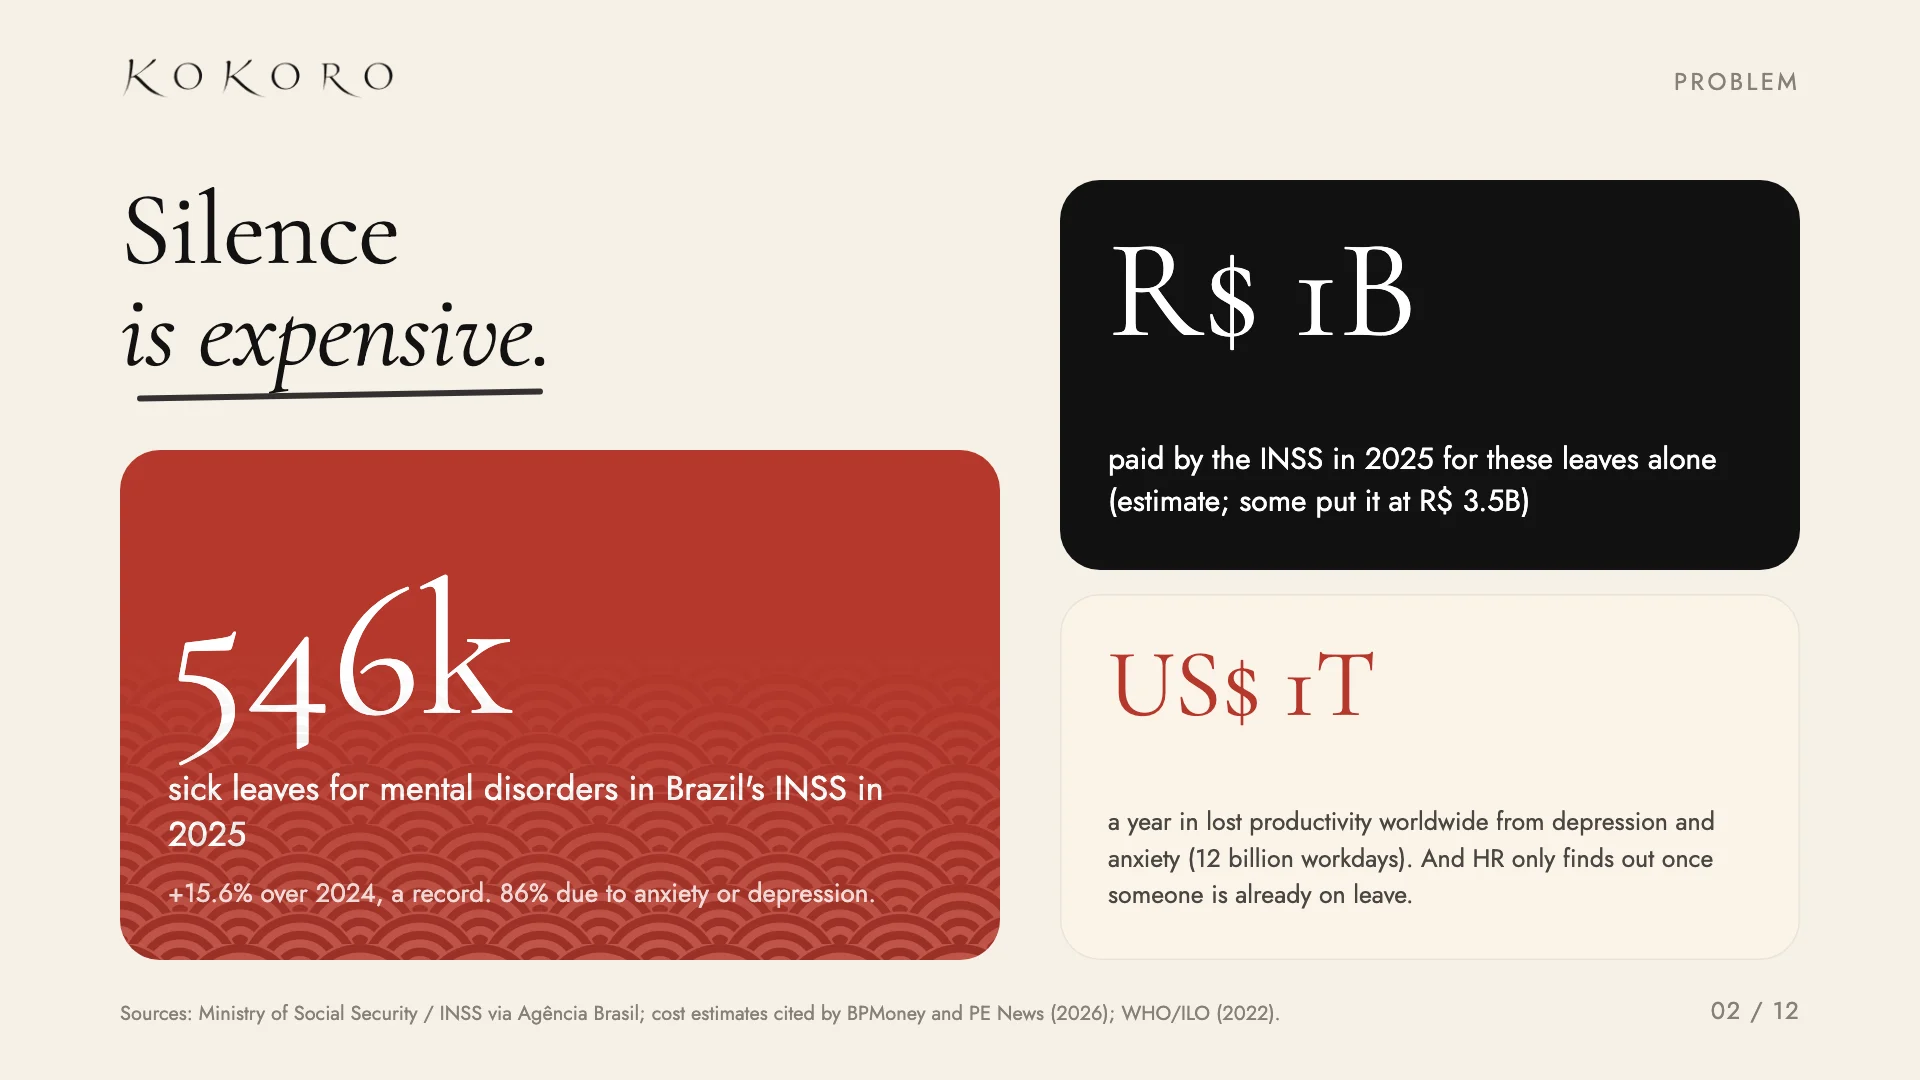 KOKORO
PROBLEM
Silence
is expensive.
546k
sick leaves for mental disorders in Brazil's INSS in
2025
+15.6% over 2024, a record. 86% due to anxiety or depression.
R$ 1B
paid by the INSS in 2025 for these leaves alone
(estimate; some put it at R$ 3.5B)
US$ 1T
a year in lost productivity worldwide from depression and
anxiety (12 billion workdays). And HR only finds out once
someone is already on leave.
Sources: Ministry of Social Security / INSS via Agência Brasil; cost estimates cited by BPMoney and PE News (2026); WHO/ILO (2022).
02 / 12